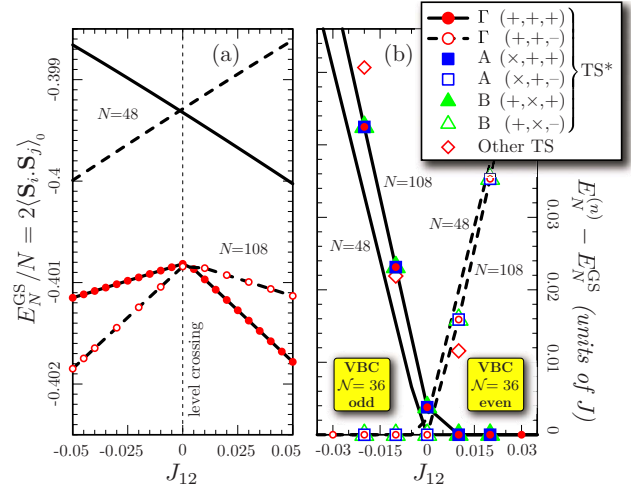 (a)
-0.399
-0.4
-0.401
-0.402
E_N^GS/N = 2⟨S_i.S_j⟩_0
N=48
N=108
level crossing
-0.05 -0.025 0 0.025 0.05
J_12
(b)
Γ (+,+,+)
Γ (+,+,–)
A (×,+,+)
A (×,+,–)
B (+,×,+)
B (+,×,–)
Other TS
TS*
N=108
N=48
N=48
N=108
VBC
𝒩= 36
odd
VBC
𝒩= 36
even
0.03
0.02
0.01
0
E_N^(n) − E_N^GS (units of J)
-0.03 -0.015 0 0.015 0.03
J_12